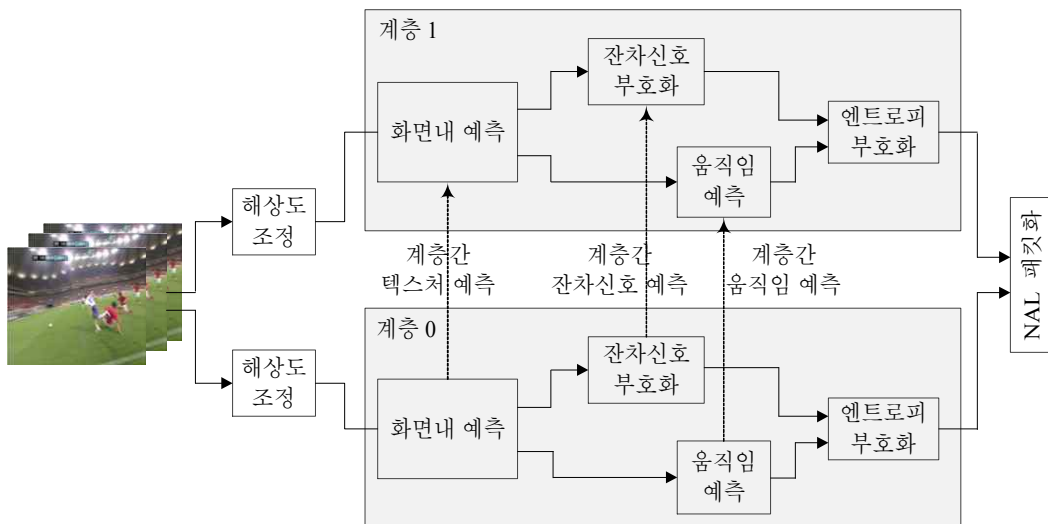 계층 1
잔차신호
부호화
화면내 예측
엔트로피
부호화
움직임
예측
해상도
조정
계층간
텍스처 예측
계층간
잔차신호 예측
계층간
움직임 예측
NAL 패킷화
계층 0
잔차신호
부호화
해상도
조정
화면내 예측
엔트로피
부호화
움직임
예측